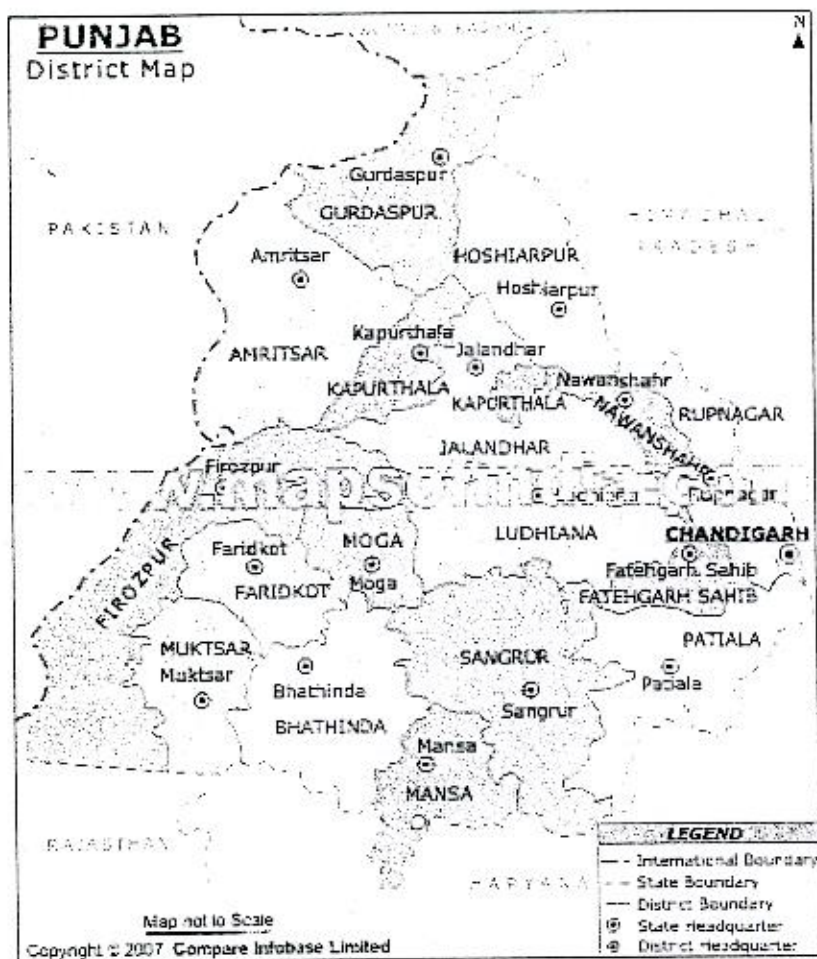 PUNJAB
District Map
N
Gurdaspur
GURDASPUR
PAKISTAN
PRADESH
Amritsar
HOSHIARPUR
Hoshiarpur
Kapurthala
Jalandhar
AMRITSAR
KAPURTHALA
KAPURTHALA
Nawanshahr
NAWANSHAHR
RUPNAGAR
JALANDHAR
Firozpur
Rupnagar
LUDHIANA
CHANDIGARH
MOGA
Faridkot
Moga
FARIDKOT
FIROZPUR
Fatehgarh Sahib
FATEHGARH SAHIB
PATIALA
Patiala
MUKTSAR
Muktsar
SANGRUR
Sangrur
Bhathinda
BHATHINDA
Mansa
MANSA
RAJASTHAN
HARYANA
LEGEND
International Boundary
State Boundary
District Boundary
State Headquarter
District Headquarter
Map not to Scale
Copyright © 2007 Compare Infobase Limited